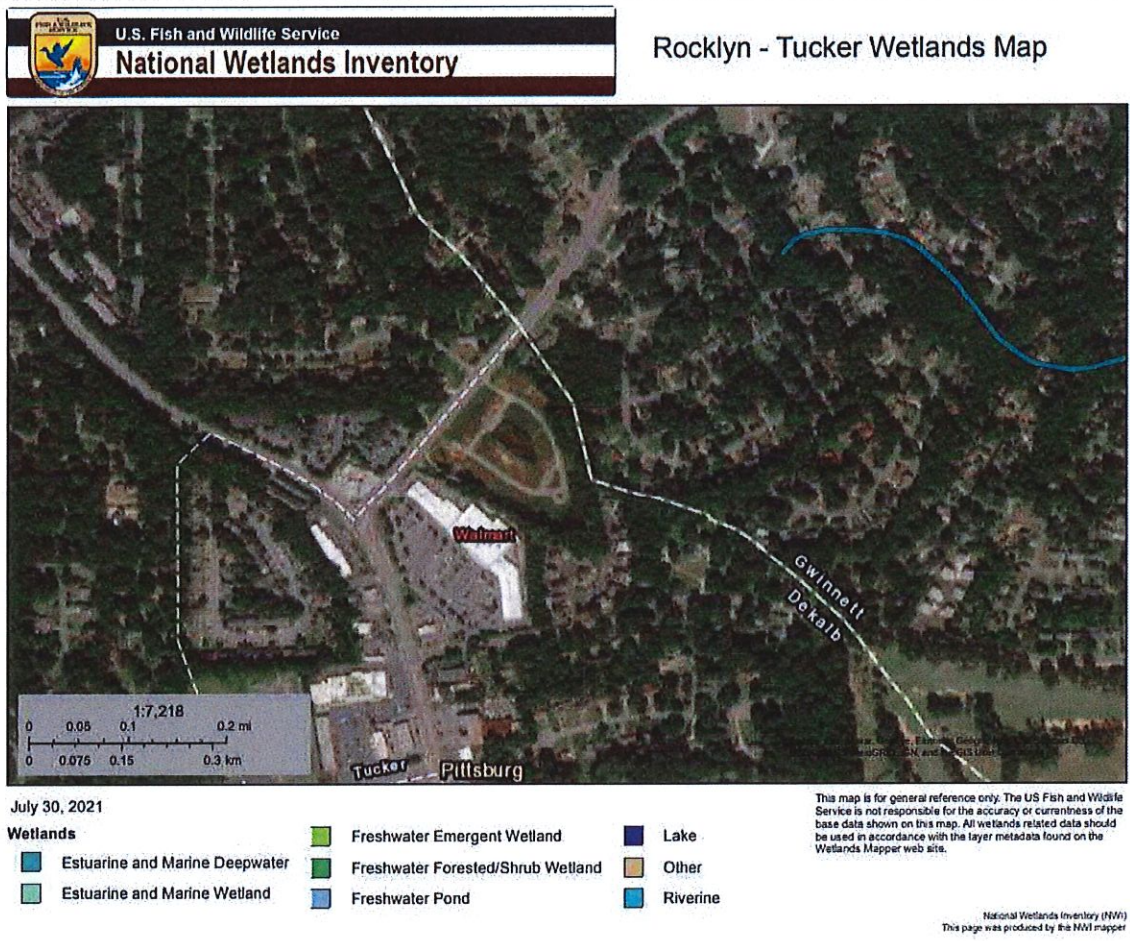 U.S.
FISH & WILDLIFE
SERVICE
U.S. Fish and Wildlife Service
National Wetlands Inventory
Rocklyn - Tucker Wetlands Map
Walmart
Gwinnett
Dekalb
1:7,218
0 0.05 0.1 0.2 mi
0 0.075 0.15 0.3 km
Tucker
Pittsburg
July 30, 2021
Wetlands
Estuarine and Marine Deepwater
Estuarine and Marine Wetland
Freshwater Emergent Wetland
Freshwater Forested/Shrub Wetland
Freshwater Pond
Lake
Other
Riverine
This map is for general reference only. The US Fish and Wildlife
Service is not responsible for the accuracy or currentness of the
base data shown on this map. All wetlands related data should
be used in accordance with the layer metadata found on the
Wetlands Mapper web site.
National Wetlands Inventory (NWI)
This page was produced by the NWI mapper